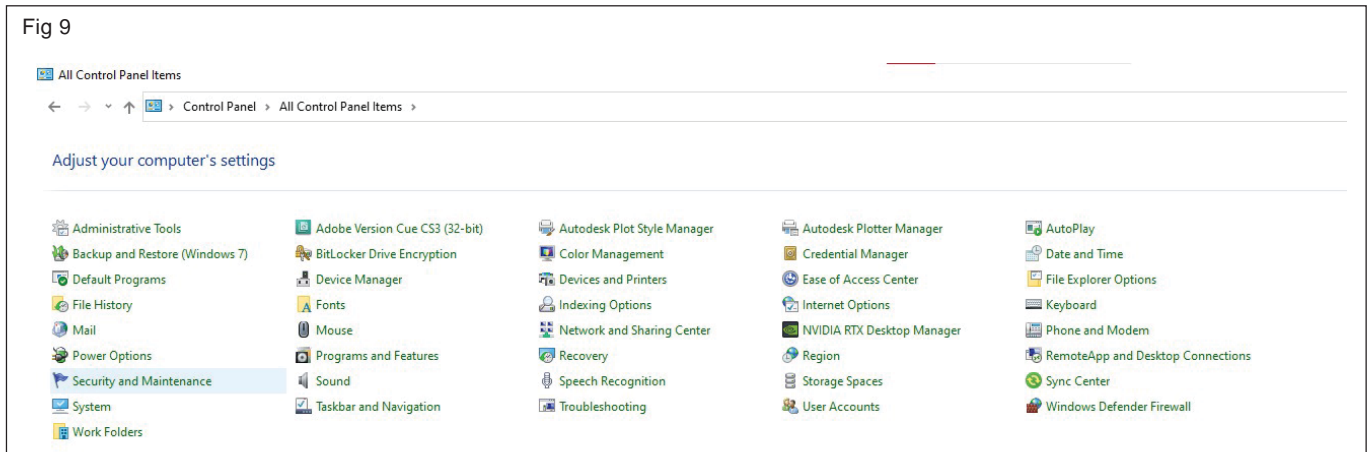 Fig 9
All Control Panel Items
Control Panel > All Control Panel Items >
Adjust your computer's settings
Administrative Tools Adobe Version Cue CS3 (32-bit) Autodesk Plot Style Manager Autodesk Plotter Manager AutoPlay
Backup and Restore (Windows 7) BitLocker Drive Encryption Color Management Credential Manager Date and Time
Default Programs Device Manager Devices and Printers Ease of Access Center File Explorer Options
File History Fonts Indexing Options Internet Options Keyboard
Mail Mouse Network and Sharing Center NVIDIA RTX Desktop Manager Phone and Modem
Power Options Programs and Features Recovery Region RemoteApp and Desktop Connections
Security and Maintenance Sound Speech Recognition Storage Spaces Sync Center
System Taskbar and Navigation Troubleshooting User Accounts Windows Defender Firewall
Work Folders